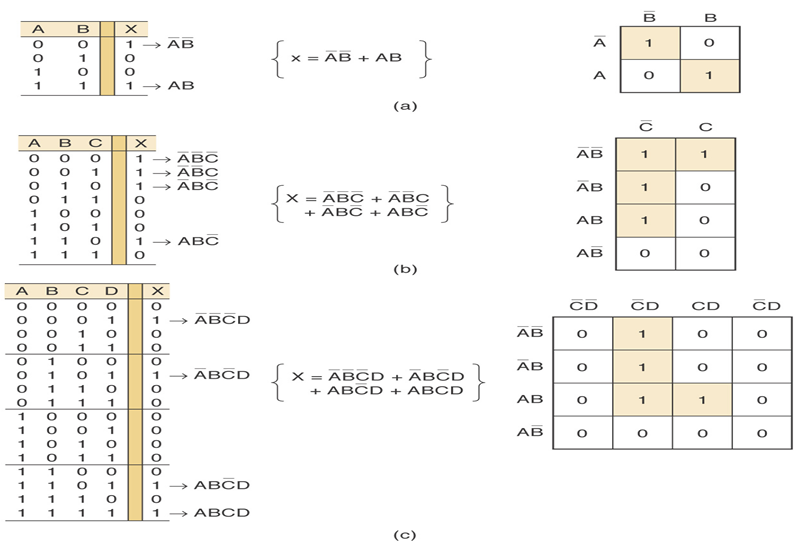 A B X
0 0 1 → A̅B̅
0 1 0
1 0 0
1 1 1 → AB
{ x = A̅B̅ + AB }
B̅ B
A̅ 1 0
A 0 1
(a)
A B C X
0 0 0 1 → A̅B̅C̅
0 0 1 1 → A̅B̅C
0 1 0 1 → A̅BC̅
0 1 1 0
1 0 0 0
1 0 1 0
1 1 0 1 → ABC̅
1 1 1 0
{ X = A̅B̅C̅ + A̅B̅C
+ A̅BC̅ + ABC̅ }
C̅ C
A̅B̅ 1 1
A̅B 1 0
AB 1 0
AB̅ 0 0
(b)
A B C D X
0 0 0 0 0
0 0 0 1 1 → A̅B̅C̅D
0 0 1 0 0
0 0 1 1 0
0 1 0 0 0
0 1 0 1 1 → A̅BC̅D
0 1 1 0 0
0 1 1 1 0
1 0 0 0 0
1 0 0 1 0
1 0 1 0 0
1 0 1 1 0
1 1 0 0 0
1 1 0 1 1 → ABC̅D
1 1 1 0 0
1 1 1 1 1 → ABCD
{ X = A̅B̅C̅D + A̅BC̅D
+ ABC̅D + ABCD }
C̅D̅ C̅D CD C̅D
A̅B̅ 0 1 0 0
A̅B 0 1 0 0
AB 0 1 1 0
AB̅ 0 0 0 0
(c)